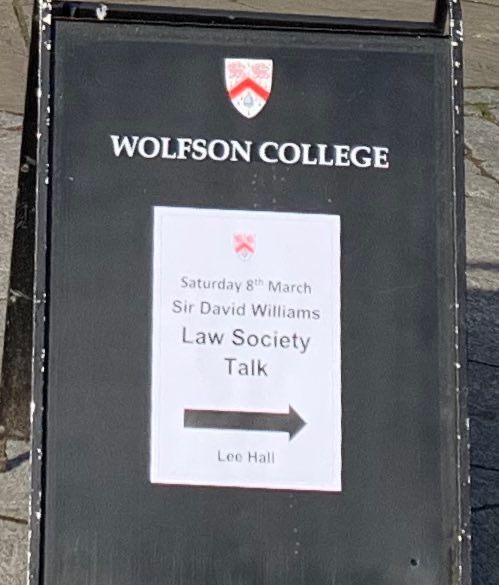 WOLFSON COLLEGE
Saturday 8th March
Sir David Williams
Law Society
Talk
Lee Hall